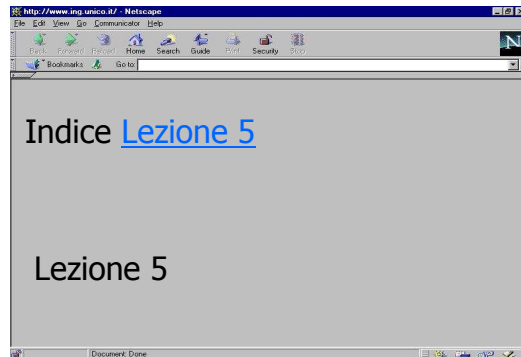 http://www.ing.unico.it/ - Netscape
File Edit View Go Communicator Help
Back Forward Reload Home Search Guide Print Security Stop
Bookmarks Go to:
Indice Lezione 5
Lezione 5
Document: Done